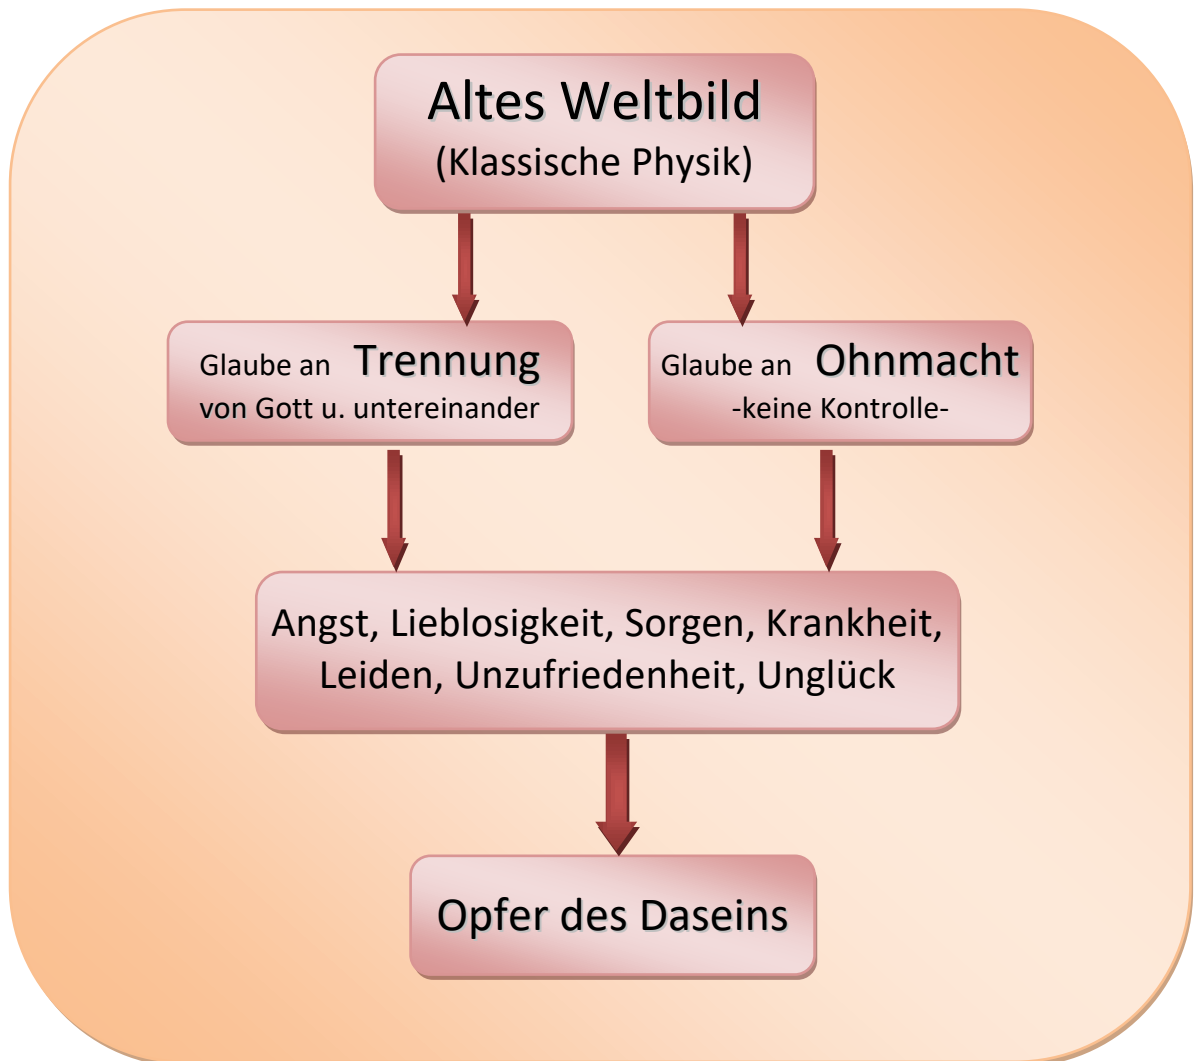 Altes Weltbild
(Klassische Physik)
Glaube an Trennung
von Gott u. untereinander
Glaube an Ohnmacht
-keine Kontrolle-
Angst, Lieblosigkeit, Sorgen, Krankheit,
Leiden, Unzufriedenheit, Unglück
Opfer des Daseins